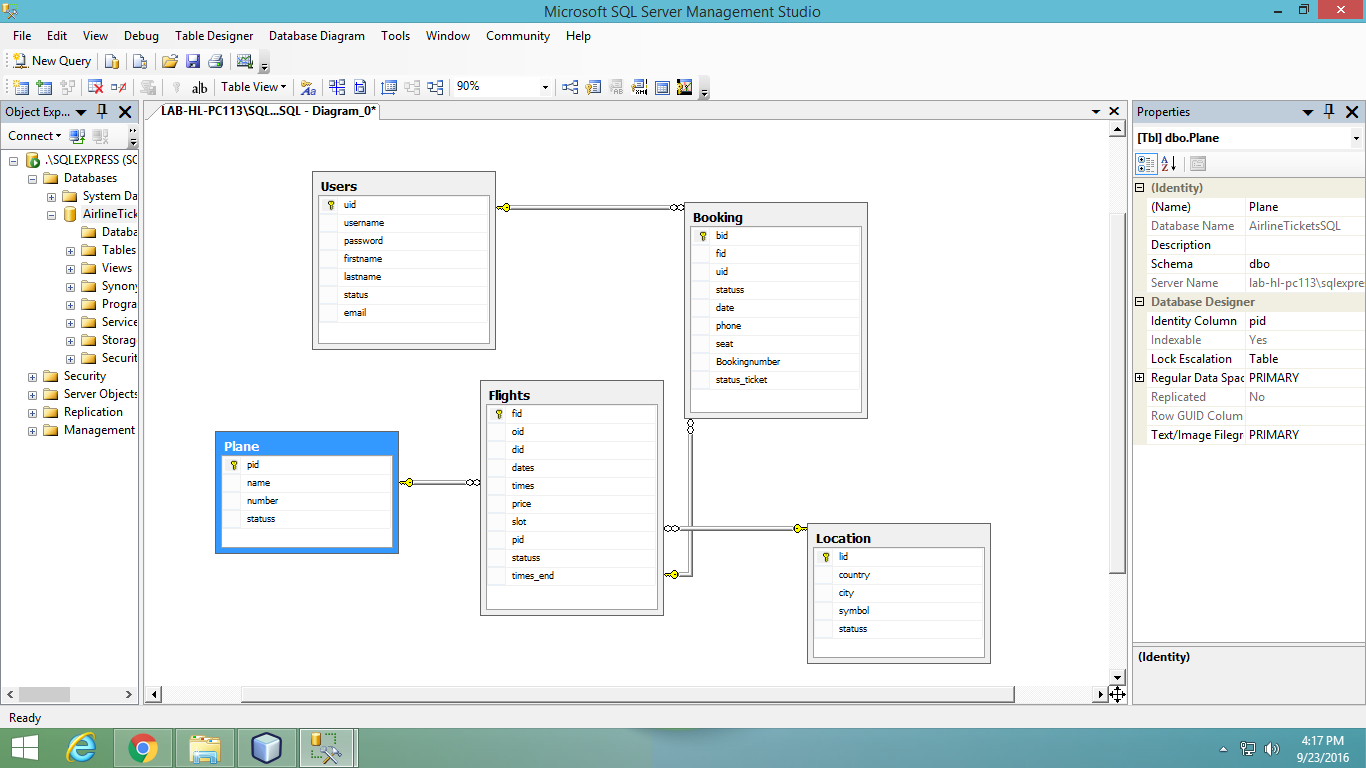 Microsoft SQL Server Management Studio
File Edit View Debug Table Designer Database Diagram Tools Window Community Help
New Query
Table View 90%
Object Exp...
Connect
.\SQLEXPRESS (SC
Databases
System Da
AirlineTick
Databa
Tables
Views
Synony
Progra
Service
Storag
Securit
Security
Server Objects
Replication
Management
LAB-HL-PC113\SQL...SQL - Diagram_0*
Users
uid
username
password
firstname
lastname
status
email
Booking
bid
fid
uid
statuss
date
phone
seat
Bookingnumber
status_ticket
Flights
fid
oid
did
dates
times
price
slot
pid
statuss
times_end
Plane
pid
name
number
statuss
Location
lid
country
city
symbol
statuss
Properties
[Tbl] dbo.Plane
(Identity)
(Name) Plane
Database Name AirlineTicketsSQL
Description
Schema dbo
Server Name lab-hl-pc113\sqlexpre
Database Designer
Identity Column pid
Indexable Yes
Lock Escalation Table
Regular Data Spac PRIMARY
Replicated No
Row GUID Colum
Text/Image Filegr PRIMARY
(Identity)
Ready
4:17 PM
9/23/2016